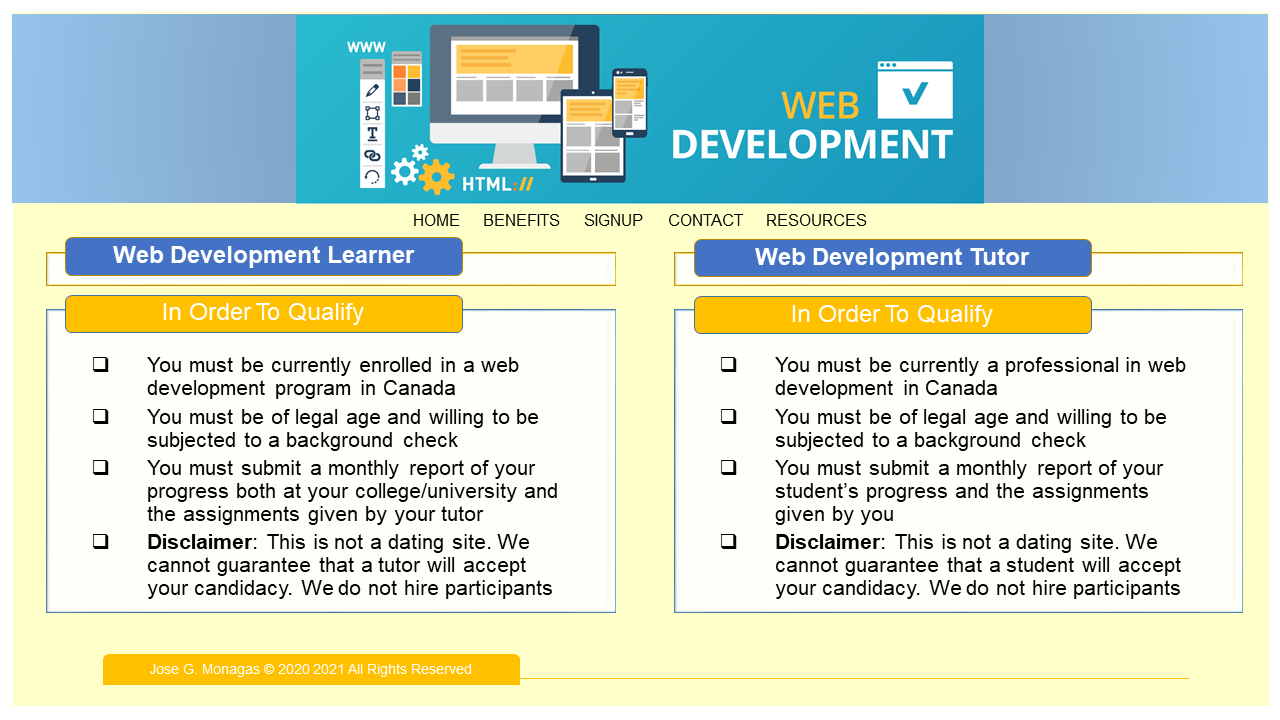 WWW
WEB
DEVELOPMENT
T
HTML://
HOME BENEFITS SIGNUP CONTACT RESOURCES
Web Development Learner
In Order To Qualify
You must be currently enrolled in a web
development program in Canada
You must be of legal age and willing to be
subjected to a background check
You must submit a monthly report of your
progress both at your college/university and
the assignments given by your tutor
Disclaimer: This is not a dating site. We
cannot guarantee that a tutor will accept
your candidacy. We do not hire participants
Web Development Tutor
In Order To Qualify
You must be currently a professional in web
development in Canada
You must be of legal age and willing to be
subjected to a background check
You must submit a monthly report of your
student’s progress and the assignments
given by you
Disclaimer: This is not a dating site. We
cannot guarantee that a student will accept
your candidacy. We do not hire participants
Jose G. Monagas © 2020 2021 All Rights Reserved